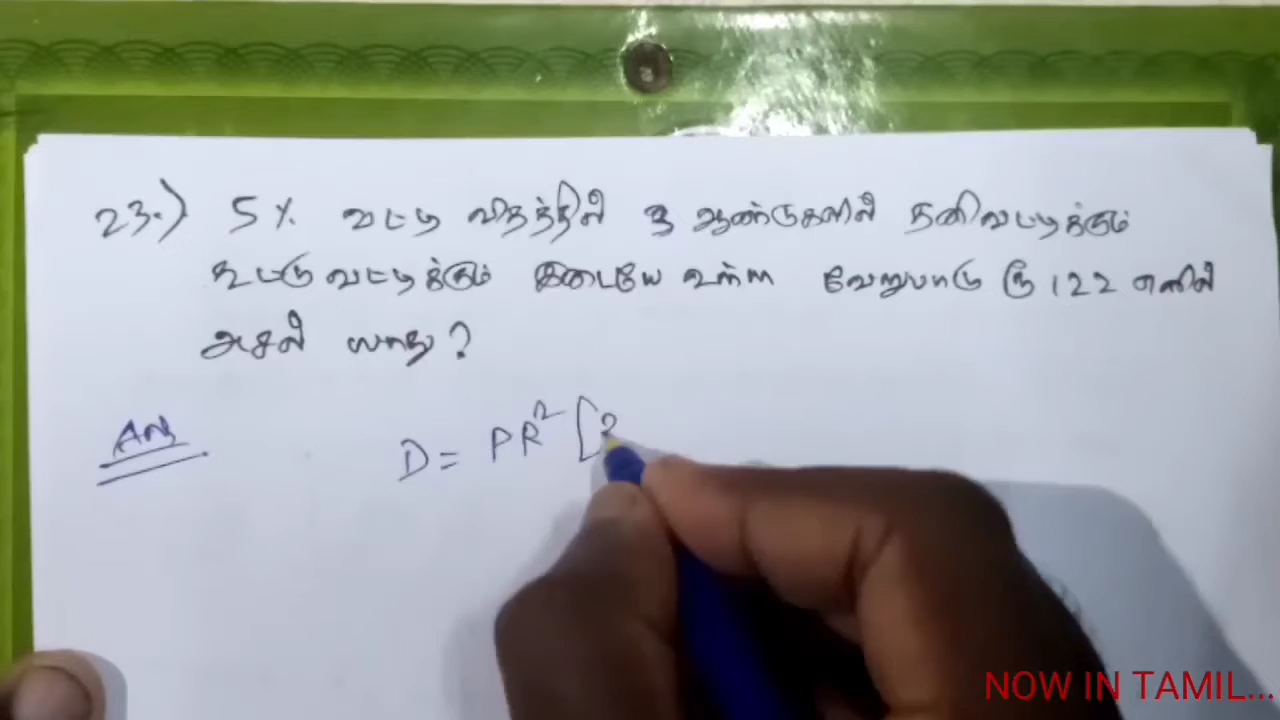 23.) 5 % வட்டி விதத்தில் 3 ஆண்டுகளில் தனிவட்டிக்கும்
கூட்டு வட்டிக்கும் இடையே உள்ள வேறுபாடு ரூ 122 எனில்
அசல் யாது ?
Ans D = PR² [3
NOW IN TAMIL...